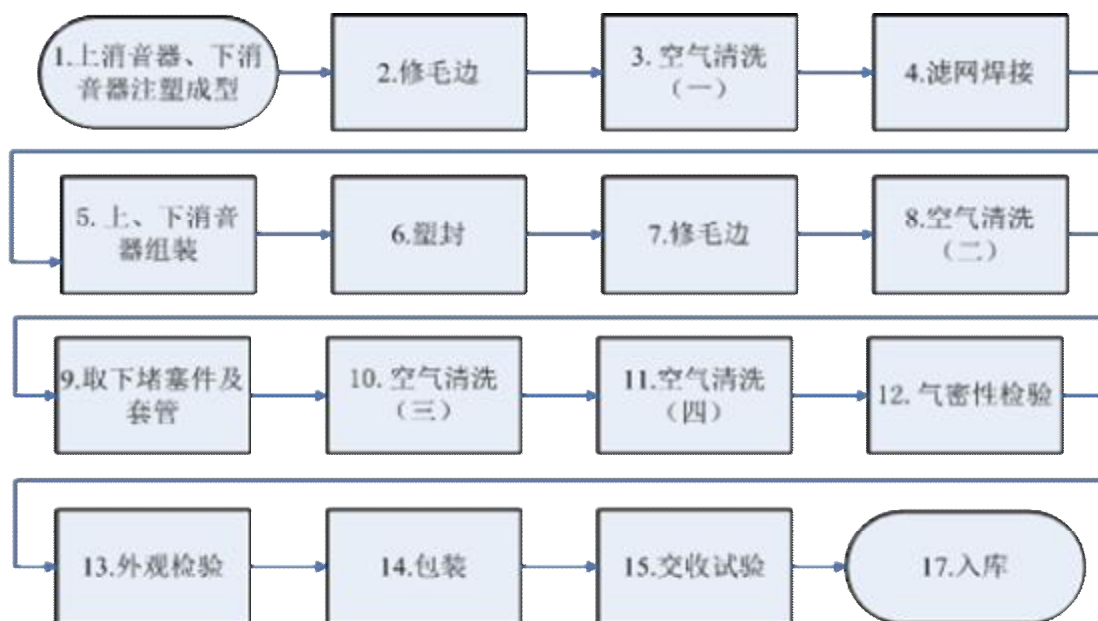 1.上消音器、下消
音器注塑成型
2.修毛边
3. 空气清洗
（一）
4.滤网焊接
5. 上、下消音
器组装
6.塑封
7.修毛边
8.空气清洗
（二）
9.取下堵塞件及
套管
10. 空气清洗
（三）
11.空气清洗
（四）
12. 气密性检验
13.外观检验
14.包装
15.交收试验
17.入库